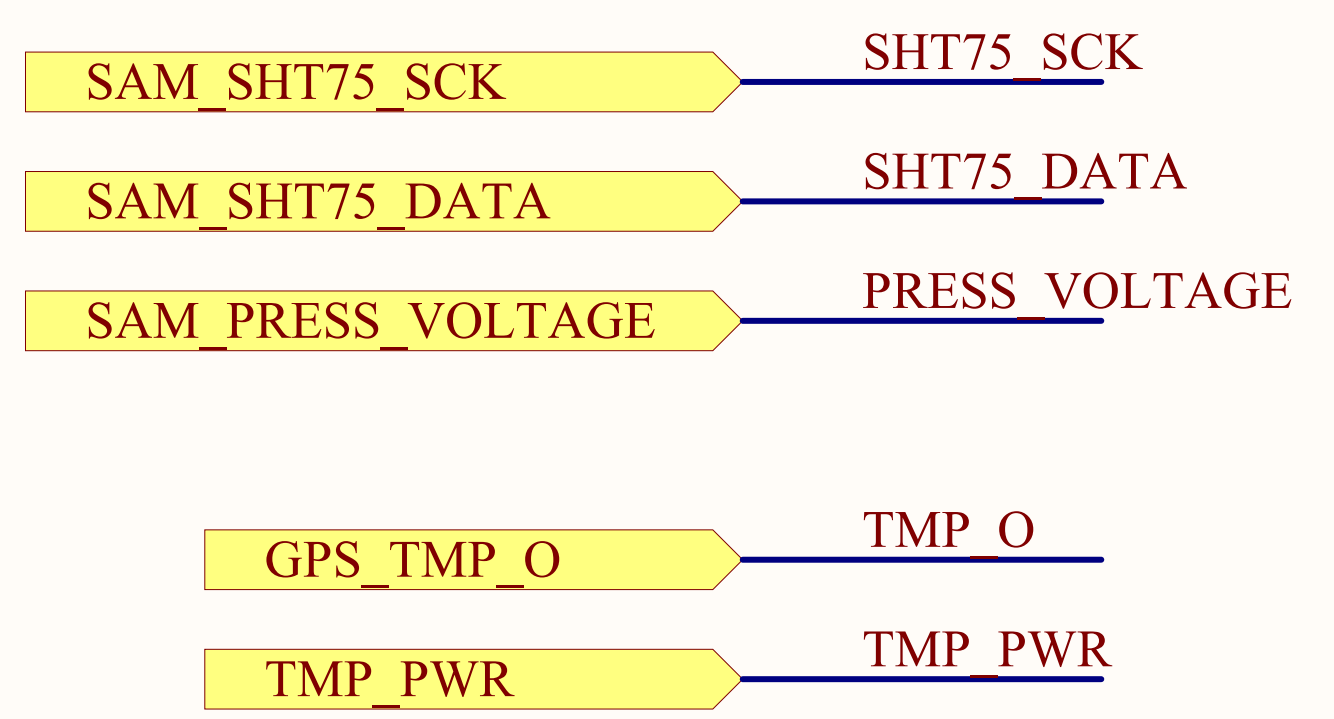 SAM_SHT75_SCK SHT75_SCK
SAM_SHT75_DATA SHT75_DATA
SAM_PRESS_VOLTAGE PRESS_VOLTAGE
GPS_TMP_O TMP_O
TMP_PWR TMP_PWR